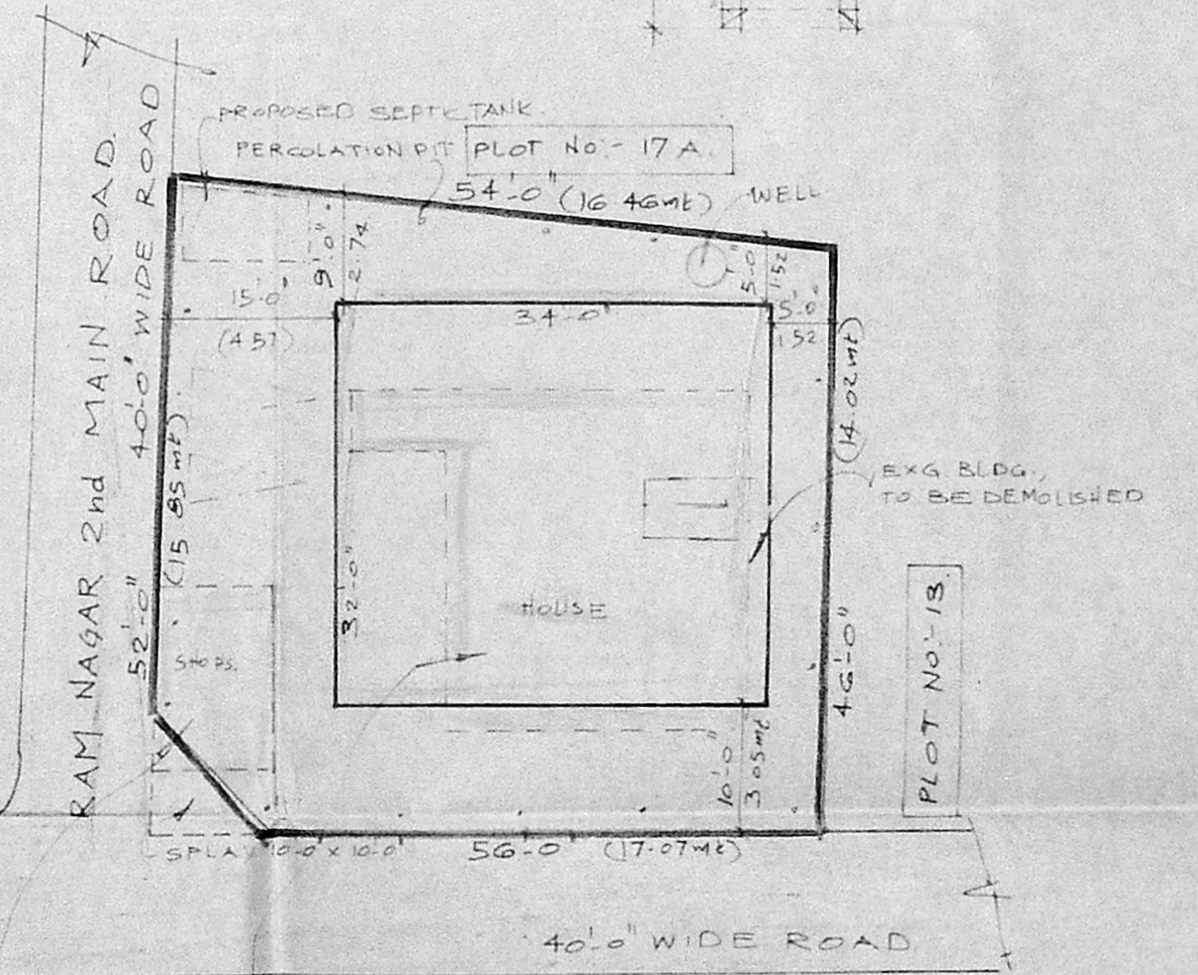 PROPOSED SEPTIC TANK.
PERCOLATION PIT
PLOT NO:- 17 A.
54'-0" (16 46mt)
WELL
RAM NAGAR 2nd MAIN ROAD.
40'-0" WIDE ROAD
9'-0"
2.74
5'-0"
1.52
15'-0"
(4 57)
34'-0"
5'-0"
1.52
52'-0"
(15 85 mt)
(14.02mt)
46'-0"
EXG. BLDG.,
TO BE DEMOLISHED
32'-0"
HOUSE
SHOPS.
PLOT NO:- 13.
10'-0"
3 05mt
SPLAY 10'-0" x 10'-0"
56'-0" (17.07mt)
40'-0" WIDE ROAD